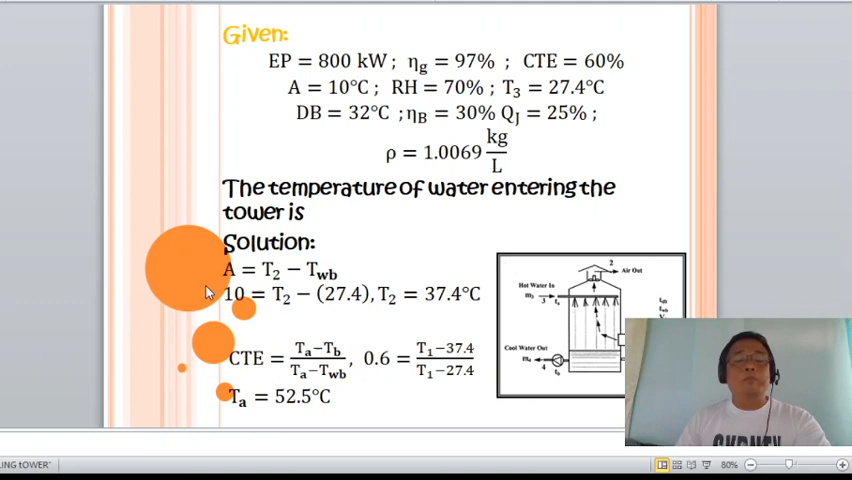 Given:
EP = 800 kW ; ηg = 97% ; CTE = 60%
A = 10°C ; RH = 70% ; T₃ = 27.4°C
DB = 32°C ; ηB = 30% QJ = 25% ;
ρ = 1.0069 kg/L
The temperature of water entering the
tower is
Solution:
A = T₂ − Twb
10 = T₂ − (27.4), T₂ = 37.4°C
CTE = (Ta−Tb)/(Ta−Twb), 0.6 = (T₁−37.4)/(T₁−27.4)
Ta = 52.5°C
2
Air Out
Hot Water In
m₃
3
Cool Water Out
m₄
4
80%